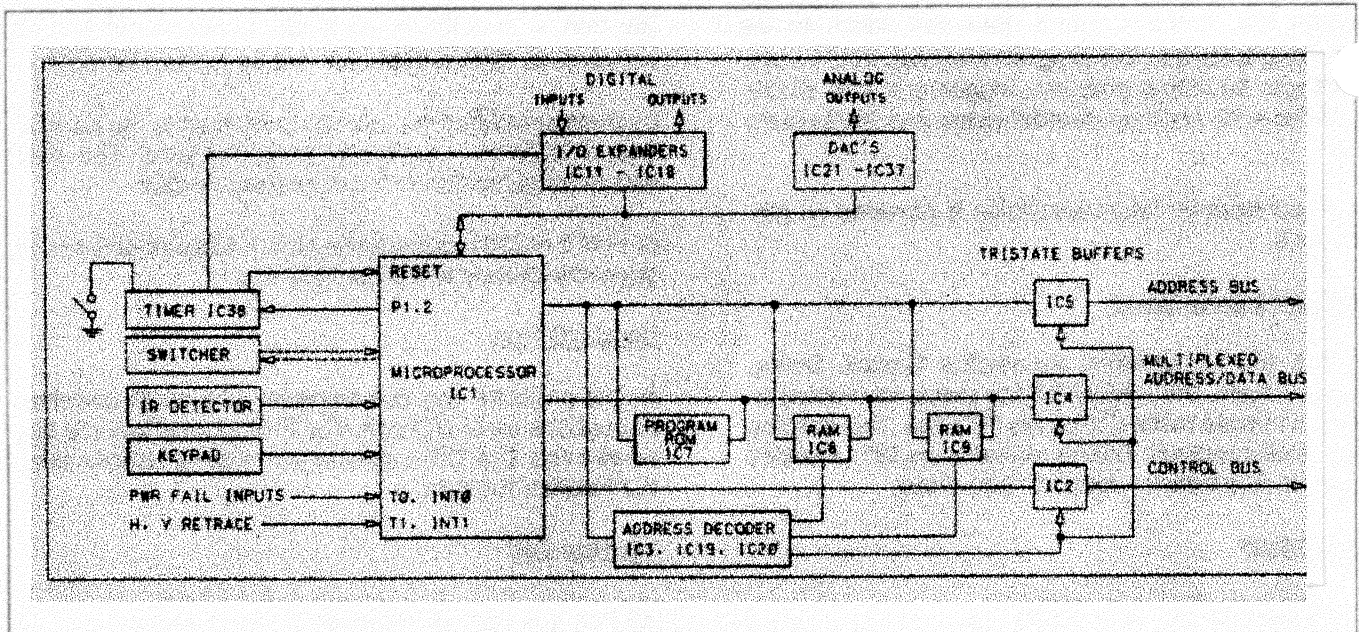 DIGITAL
INPUTS OUTPUTS
ANALOG
OUTPUTS
I/O EXPANDERS
IC11 - IC18
DAC'S
IC21 -IC37
TRISTATE BUFFERS
RESET
TIMER IC38
P1.2
IC5
ADDRESS BUS
SWITCHER
MICROPROCESSOR
IC1
MULTIPLEXED
ADDRESS/DATA BUS
IR DETECTOR
IC4
PROGRAM
ROM
IC7
RAM
IC8
RAM
IC9
KEYPAD
CONTROL BUS
PWR FAIL INPUTS
T0. INT0
IC2
H. V RETRACE
T1. INT1
ADDRESS DECODER
IC3. IC19. IC20